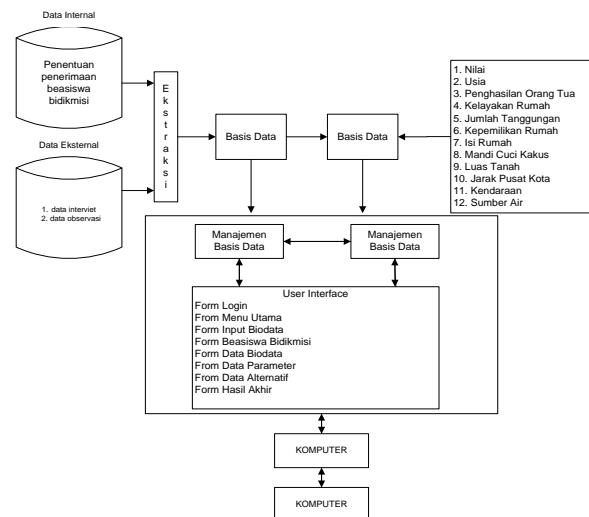 Data Internal
Penentuan
penerimaan
beasiswa
bidikmisi
Data Eksternal
1. data interviet
2. data observasi
E
k
s
t
r
a
k
s
i
Basis Data
Basis Data
1. Nilai
2. Usia
3. Penghasilan Orang Tua
4. Kelayakan Rumah
5. Jumlah Tanggungan
6. Kepemilikan Rumah
7. Isi Rumah
8. Mandi Cuci Kakus
9. Luas Tanah
10. Jarak Pusat Kota
11. Kendaraan
12. Sumber Air
Manajemen
Basis Data
Manajemen
Basis Data
User Interface
Form Login
From Menu Utama
Form Input Biodata
Form Beasiswa Bidikmisi
Form Data Biodata
From Data Parameter
From Data Alternatif
Form Hasil Akhir
KOMPUTER
KOMPUTER